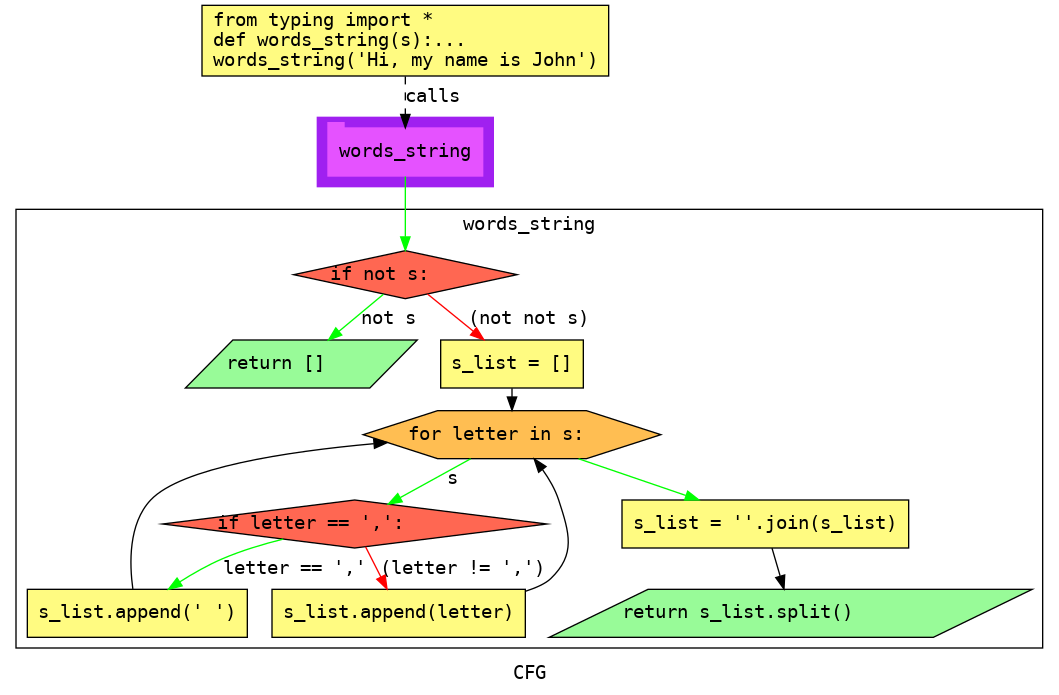 from typing import *
def words_string(s):...
words_string('Hi, my name is John')
calls
words_string
words_string
if not s:
not s
(not not s)
return []
s_list = []
for letter in s:
s
if letter == ',':
s_list = ''.join(s_list)
letter == ','
(letter != ',')
s_list.append(' ')
s_list.append(letter)
return s_list.split()
CFG